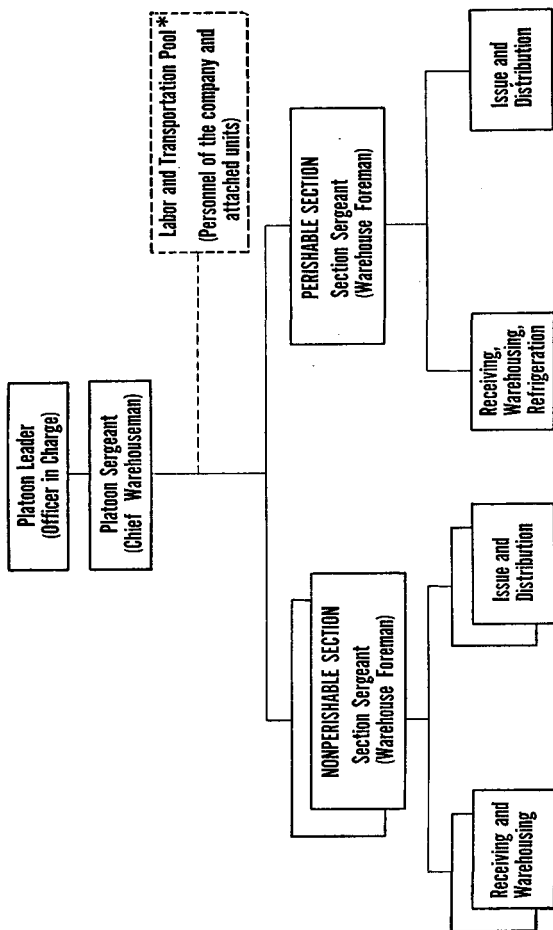 Platoon Leader
(Officer in Charge)
Platoon Sergeant
(Chief Warehouseman)
Labor and Transportation Pool*
(Personnel of the company and
attached units)
NONPERISHABLE SECTION
Section Sergeant
(Warehouse Foreman)
PERISHABLE SECTION
Section Sergeant
(Warehouse Foreman)
Receiving and
Warehousing
Issue and
Distribution
Receiving,
Warehousing,
Refrigeration
Issue and
Distribution